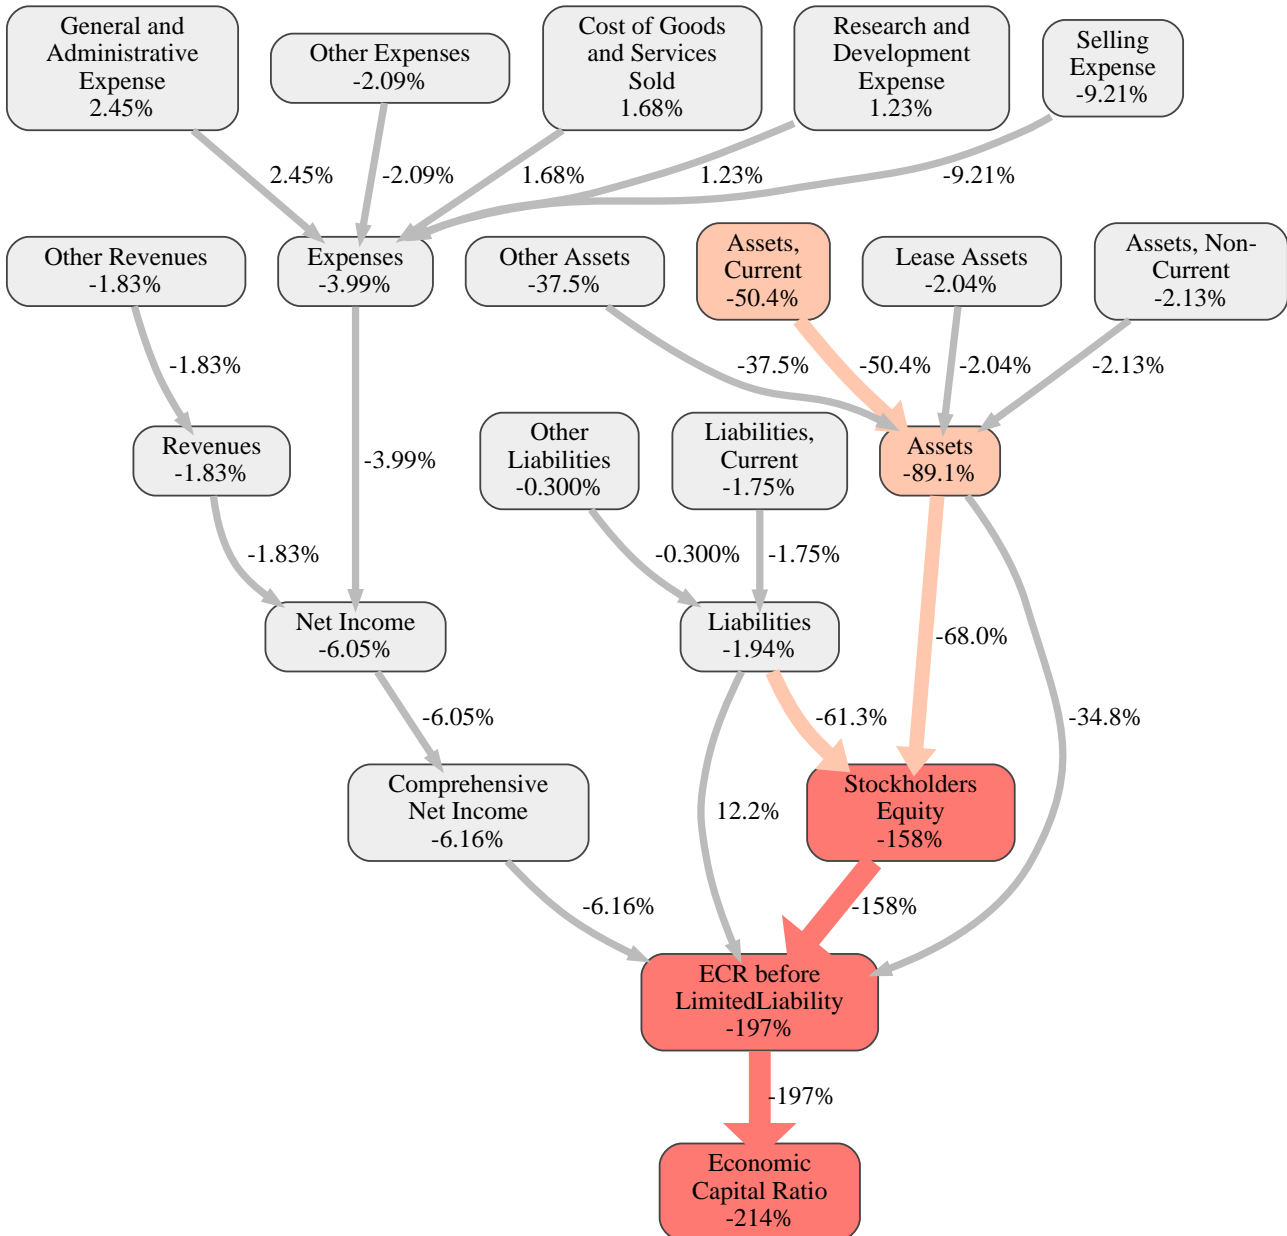 General and
Administrative
Expense
2.45%
Other Expenses
-2.09%
Cost of Goods
and Services
Sold
1.68%
Research and
Development
Expense
1.23%
Selling
Expense
-9.21%
2.45%
-2.09%
1.68%
1.23%
-9.21%
Other Revenues
-1.83%
Expenses
-3.99%
Other Assets
-37.5%
Assets,
Current
-50.4%
Lease Assets
-2.04%
Assets, Non-
Current
-2.13%
-1.83%
-37.5%
-50.4%
-2.04%
-2.13%
Revenues
-1.83%
-3.99%
Other
Liabilities
-0.300%
Liabilities,
Current
-1.75%
Assets
-89.1%
-1.83%
-0.300%
-1.75%
Net Income
-6.05%
Liabilities
-1.94%
-68.0%
-6.05%
-61.3%
-34.8%
Comprehensive
Net Income
-6.16%
12.2%
Stockholders
Equity
-158%
-6.16%
-158%
ECR before
LimitedLiability
-197%
-197%
Economic
Capital Ratio
-214%